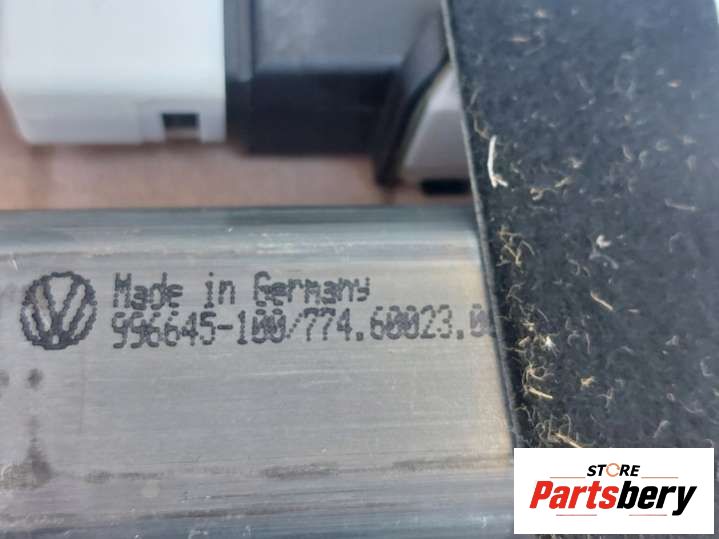 Made in Germany
996645-100/774.60023.0
STORE
Partsbery